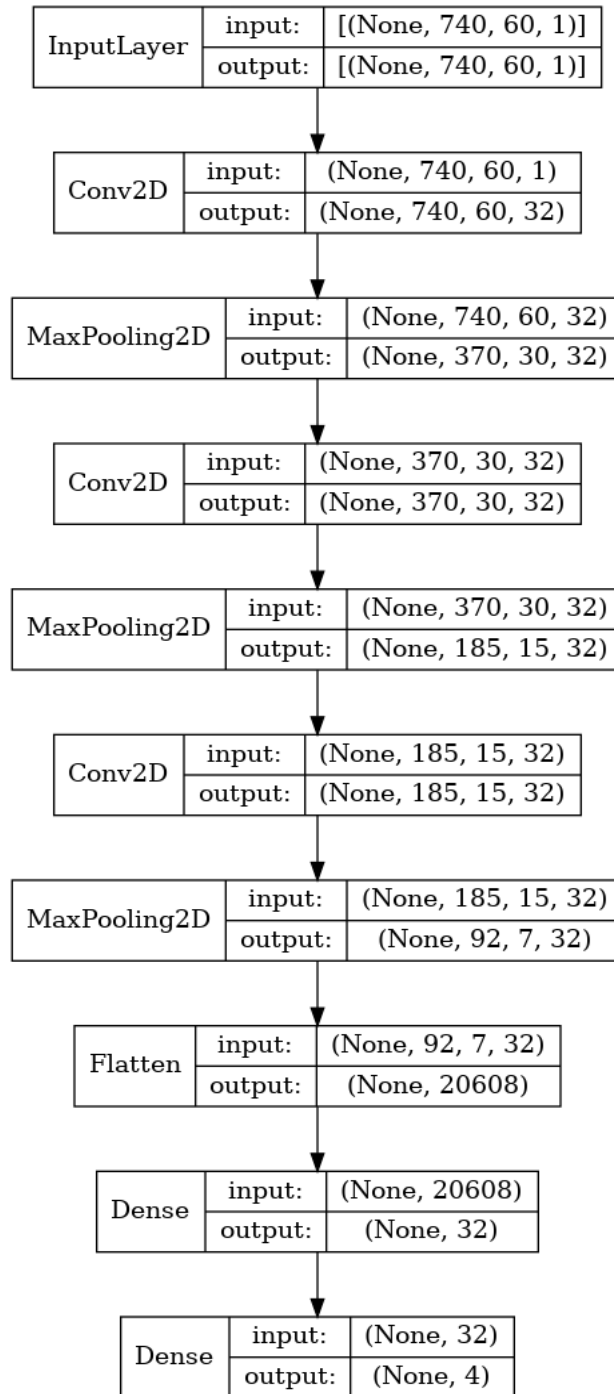 InputLayer input: [(None, 740, 60, 1)]
output: [(None, 740, 60, 1)]
Conv2D input: (None, 740, 60, 1)
output: (None, 740, 60, 32)
MaxPooling2D input: (None, 740, 60, 32)
output: (None, 370, 30, 32)
Conv2D input: (None, 370, 30, 32)
output: (None, 370, 30, 32)
MaxPooling2D input: (None, 370, 30, 32)
output: (None, 185, 15, 32)
Conv2D input: (None, 185, 15, 32)
output: (None, 185, 15, 32)
MaxPooling2D input: (None, 185, 15, 32)
output: (None, 92, 7, 32)
Flatten input: (None, 92, 7, 32)
output: (None, 20608)
Dense input: (None, 20608)
output: (None, 32)
Dense input: (None, 32)
output: (None, 4)